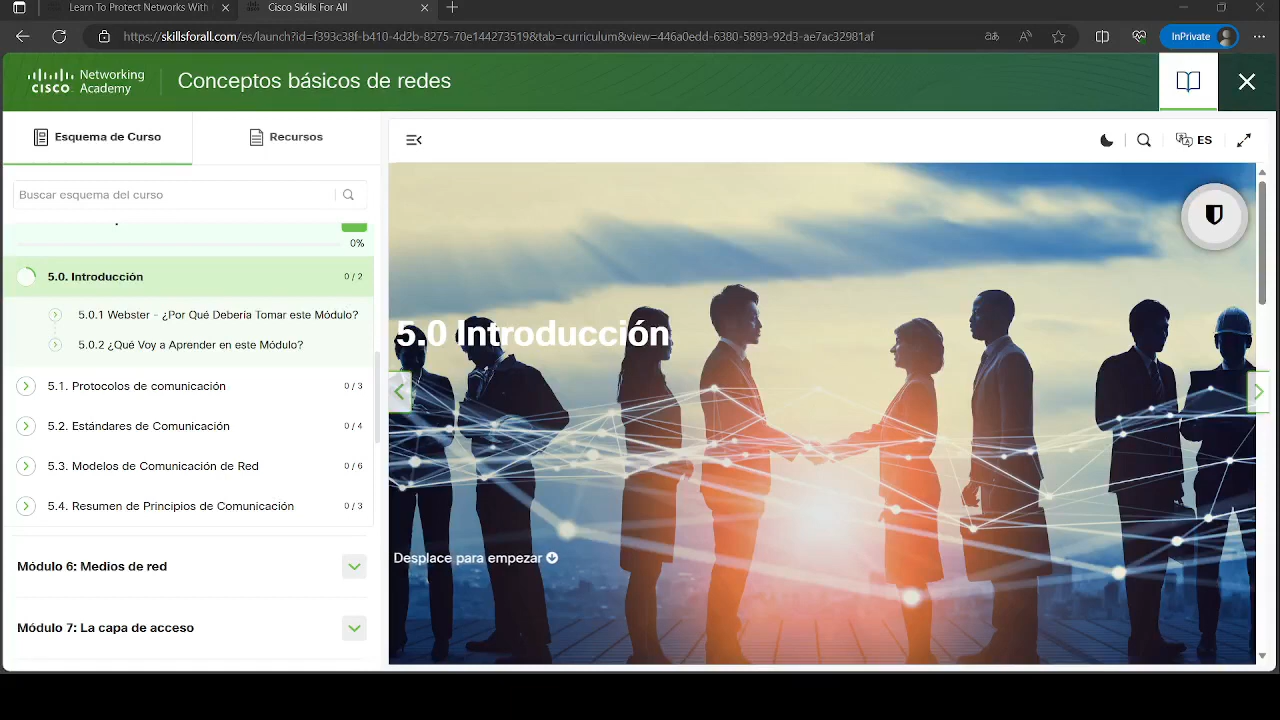 Learn To Protect Networks With
Cisco Skills For All
https://skillsforall.com/es/launch?id=f393c38f-b410-4d2b-8275-70e144273519&tab=curriculum&view=446a0edd-6380-5893-92d3-ae7ac32981af
InPrivate
CISCO Networking Academy
Conceptos básicos de redes
Esquema de Curso
Recursos
ES
Buscar esquema del curso
0%
5.0. Introducción 0 / 2
5.0.1 Webster - ¿Por Qué Debería Tomar este Módulo?
5.0.2 ¿Qué Voy a Aprender en este Módulo?
5.1. Protocolos de comunicación 0 / 3
5.2. Estándares de Comunicación 0 / 4
5.3. Modelos de Comunicación de Red 0 / 6
5.4. Resumen de Principios de Comunicación 0 / 3
Módulo 6: Medios de red
Módulo 7: La capa de acceso
5.0 Introducción
Desplace para empezar